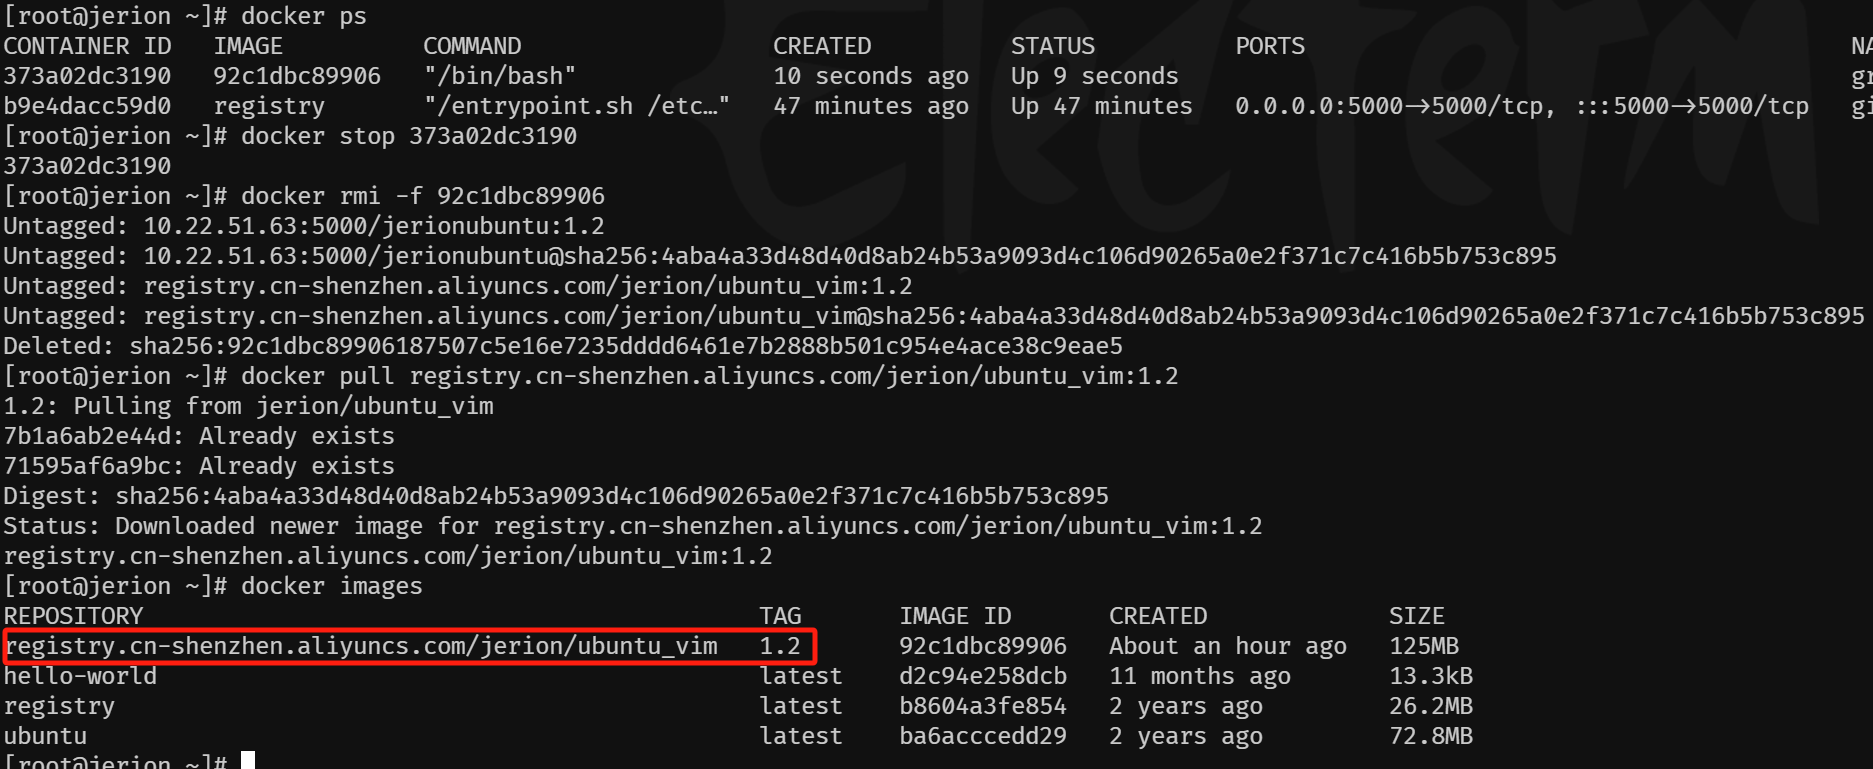 [root@jerion ~]# docker ps
CONTAINER ID   IMAGE          COMMAND                  CREATED          STATUS          PORTS                                       NA
373a02dc3190   92c1dbc89906   "/bin/bash"              10 seconds ago   Up 9 seconds                                                gr
b9e4dacc59d0   registry       "/entrypoint.sh /etc…"   47 minutes ago   Up 47 minutes   0.0.0.0:5000->5000/tcp, :::5000->5000/tcp   gi
[root@jerion ~]# docker stop 373a02dc3190
373a02dc3190
[root@jerion ~]# docker rmi -f 92c1dbc89906
Untagged: 10.22.51.63:5000/jerionubuntu:1.2
Untagged: 10.22.51.63:5000/jerionubuntu@sha256:4aba4a33d48d40d8ab24b53a9093d4c106d90265a0e2f371c7c416b5b753c895
Untagged: registry.cn-shenzhen.aliyuncs.com/jerion/ubuntu_vim:1.2
Untagged: registry.cn-shenzhen.aliyuncs.com/jerion/ubuntu_vim@sha256:4aba4a33d48d40d8ab24b53a9093d4c106d90265a0e2f371c7c416b5b753c895
Deleted: sha256:92c1dbc89906187507c5e16e7235dddd6461e7b2888b501c954e4ace38c9eae5
[root@jerion ~]# docker pull registry.cn-shenzhen.aliyuncs.com/jerion/ubuntu_vim:1.2
1.2: Pulling from jerion/ubuntu_vim
7b1a6ab2e44d: Already exists
71595af6a9bc: Already exists
Digest: sha256:4aba4a33d48d40d8ab24b53a9093d4c106d90265a0e2f371c7c416b5b753c895
Status: Downloaded newer image for registry.cn-shenzhen.aliyuncs.com/jerion/ubuntu_vim:1.2
registry.cn-shenzhen.aliyuncs.com/jerion/ubuntu_vim:1.2
[root@jerion ~]# docker images
REPOSITORY                                            TAG       IMAGE ID       CREATED             SIZE
registry.cn-shenzhen.aliyuncs.com/jerion/ubuntu_vim   1.2       92c1dbc89906   About an hour ago   125MB
hello-world                                           latest    d2c94e258dcb   11 months ago       13.3kB
registry                                              latest    b8604a3fe854   2 years ago         26.2MB
ubuntu                                                latest    ba6acccedd29   2 years ago         72.8MB
[root@jerion ~]#
electerm